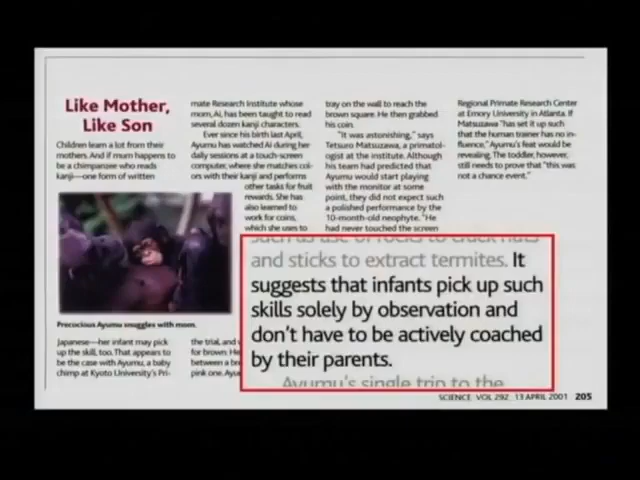 Like Mother,
Like Son
Children learn a lot from their
mothers. And if mum happens to
be a chimpanzee who reads
kanji—one form of written
Precocious Ayumu snuggles with mom.
Japanese—her infant may pick
up the skill, too. That appears to
be the case with Ayumu, a baby
chimp at Kyoto University's Pri-
mate Research Institute whose
mom, Ai, has been taught to read
several dozen kanji characters.
Ever since his birth last April,
Ayumu has watched Ai during her
daily sessions at a touch-screen
computer, where she matches col-
ors with their kanji and performs
other tasks for fruit
rewards. She has
also learned to
work for coins,
which she uses to
the trial, and
for brown. He
between a b
pink one. Ayu
tray on the wall to reach the
brown square. He then grabbed
his coin.
"It was astonishing," says
Tetsuro Matsuzawa, a primatol-
ogist at the institute. Although
his team had predicted that
Ayumu would start playing
with the monitor at some
point, they did not expect such
a polished performance by the
10-month-old neophyte. "He
had never touched the screen
such as use of rocks to crack nuts
and sticks to extract termites. It
suggests that infants pick up such
skills solely by observation and
don't have to be actively coached
by their parents.
Ayumu's single trip to the
Regional Primate Research Center
at Emory University in Atlanta. If
Matsuzawa "has set it up such
that the human trainer has no in-
fluence," Ayumu's feat would be
revealing. The toddler, however,
still needs to prove that "this was
not a chance event."
SCIENCE VOL 292 13 APRIL 2001 205